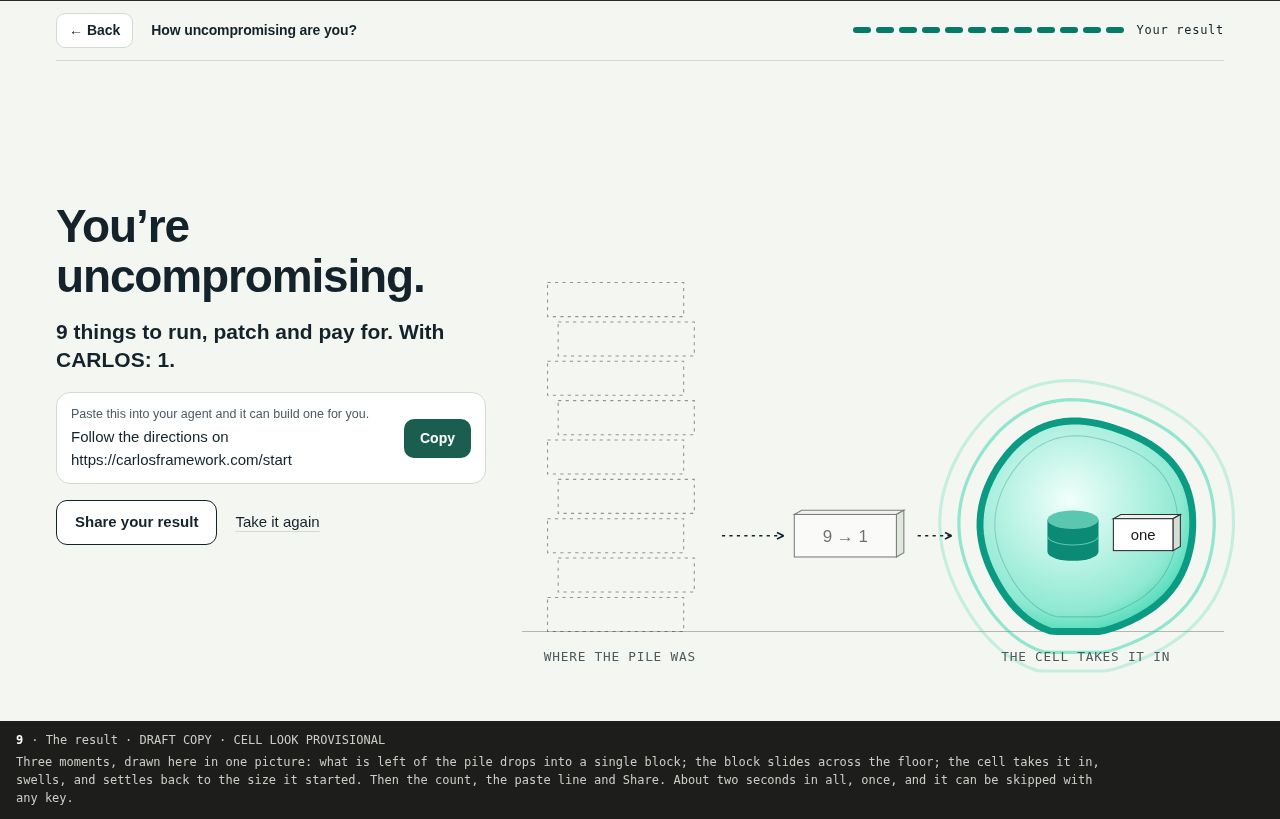 ← Back
How uncompromising are you?
Your result
You’re
uncompromising.
9 things to run, patch and pay for. With
CARLOS: 1.
Paste this into your agent and it can build one for you.
Follow the directions on
https://carlosframework.com/start
Copy
Share your result
Take it again
9 → 1
one
WHERE THE PILE WAS
THE CELL TAKES IT IN
9 · The result · DRAFT COPY · CELL LOOK PROVISIONAL
Three moments, drawn here in one picture: what is left of the pile drops into a single block; the block slides across the floor; the cell takes it in,
swells, and settles back to the size it started. Then the count, the paste line and Share. About two seconds in all, once, and it can be skipped with
any key.